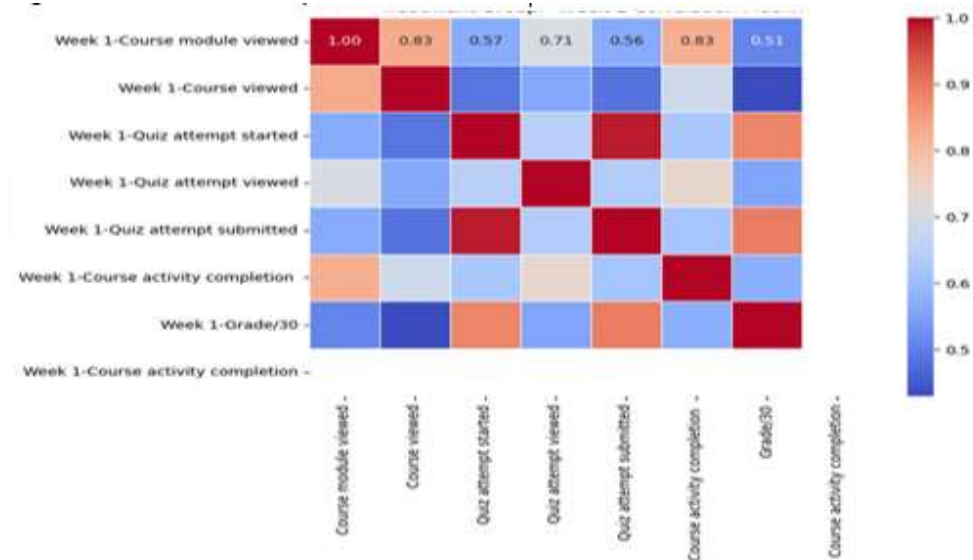 Week 1-Course module viewed
1.00 0.83 0.57 0.71 0.56 0.83 0.51
Week 1-Course viewed
Week 1-Quiz attempt started
Week 1-Quiz attempt viewed
Week 1-Quiz attempt submitted
Week 1-Course activity completion
Week 1-Grade/30
Week 1-Course activity completion
Course module viewed
Course viewed
Quiz attempt started
Quiz attempt viewed
Quiz attempt submitted
Course activity completion
Grade/30
Course activity completion
1.0
0.9
0.8
0.7
0.6
0.5